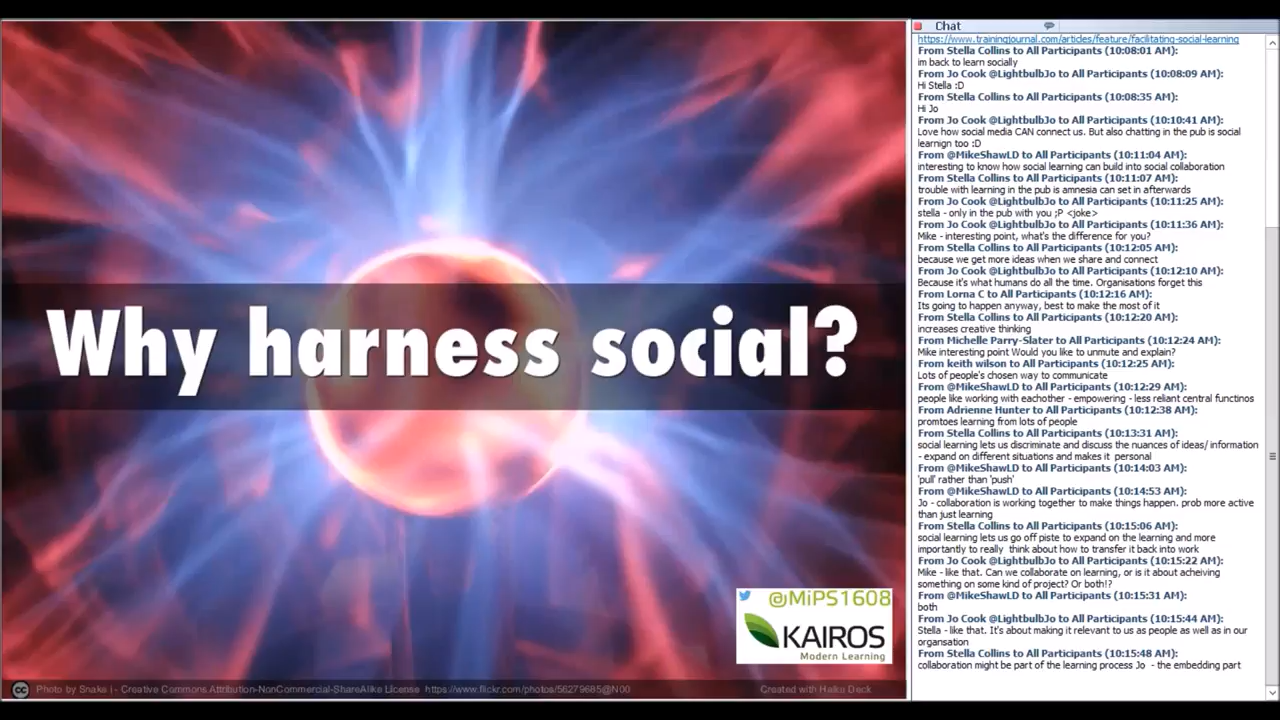 Why harness social?
@MiPS1608
KAIROS
Modern Learning
Photo by Snake i - Creative Commons Attribution-NonCommercial-ShareAlike License https://www.flickr.com/photos/56279685@N00
Created with Haiku Deck
Chat
https://www.trainingjournal.com/articles/feature/facilitating-social-learning
From Stella Collins to All Participants (10:08:01 AM):
im back to learn socially
From Jo Cook @LightbulbJo to All Participants (10:08:09 AM):
Hi Stella :D
From Stella Collins to All Participants (10:08:35 AM):
Hi Jo
From Jo Cook @LightbulbJo to All Participants (10:10:41 AM):
Love how social media CAN connect us. But also chatting in the pub is social
learnign too :D
From @MikeShawLD to All Participants (10:11:04 AM):
interesting to know how social learning can build into social collaboration
From Stella Collins to All Participants (10:11:07 AM):
trouble with learning in the pub is amnesia can set in afterwards
From Jo Cook @LightbulbJo to All Participants (10:11:25 AM):
stella - only in the pub with you ;P <joke>
From Jo Cook @LightbulbJo to All Participants (10:11:36 AM):
Mike - interesting point, what's the difference for you?
From Stella Collins to All Participants (10:12:05 AM):
because we get more ideas when we share and connect
From Jo Cook @LightbulbJo to All Participants (10:12:10 AM):
Because it's what humans do all the time. Organisations forget this
From Lorna C to All Participants (10:12:16 AM):
Its going to happen anyway, best to make the most of it
From Stella Collins to All Participants (10:12:20 AM):
increases creative thinking
From Michelle Parry-Slater to All Participants (10:12:24 AM):
Mike interesting point Would you like to unmute and explain?
From keith wilson to All Participants (10:12:25 AM):
Lots of people's chosen way to communicate
From @MikeShawLD to All Participants (10:12:29 AM):
people like working with eachother - empowering - less reliant central functinos
From Adrienne Hunter to All Participants (10:12:38 AM):
promtoes learning from lots of people
From Stella Collins to All Participants (10:13:31 AM):
social learning lets us discriminate and discuss the nuances of ideas/ information
- expand on different situations and makes it personal
From @MikeShawLD to All Participants (10:14:03 AM):
'pull' rather than 'push'
From @MikeShawLD to All Participants (10:14:53 AM):
Jo - collaboration is working together to make things happen. prob more active
than just learning
From Stella Collins to All Participants (10:15:06 AM):
social learning lets us go off piste to expand on the learning and more
importantly to really think about how to transfer it back into work
From Jo Cook @LightbulbJo to All Participants (10:15:22 AM):
Mike - like that. Can we collaborate on learning, or is it about acheiving
something on some kind of project? Or both!?
From @MikeShawLD to All Participants (10:15:31 AM):
both
From Jo Cook @LightbulbJo to All Participants (10:15:44 AM):
Stella - like that. It's about making it relevant to us as people as well as in our
organsation
From Stella Collins to All Participants (10:15:48 AM):
collaboration might be part of the learning process Jo - the embedding part